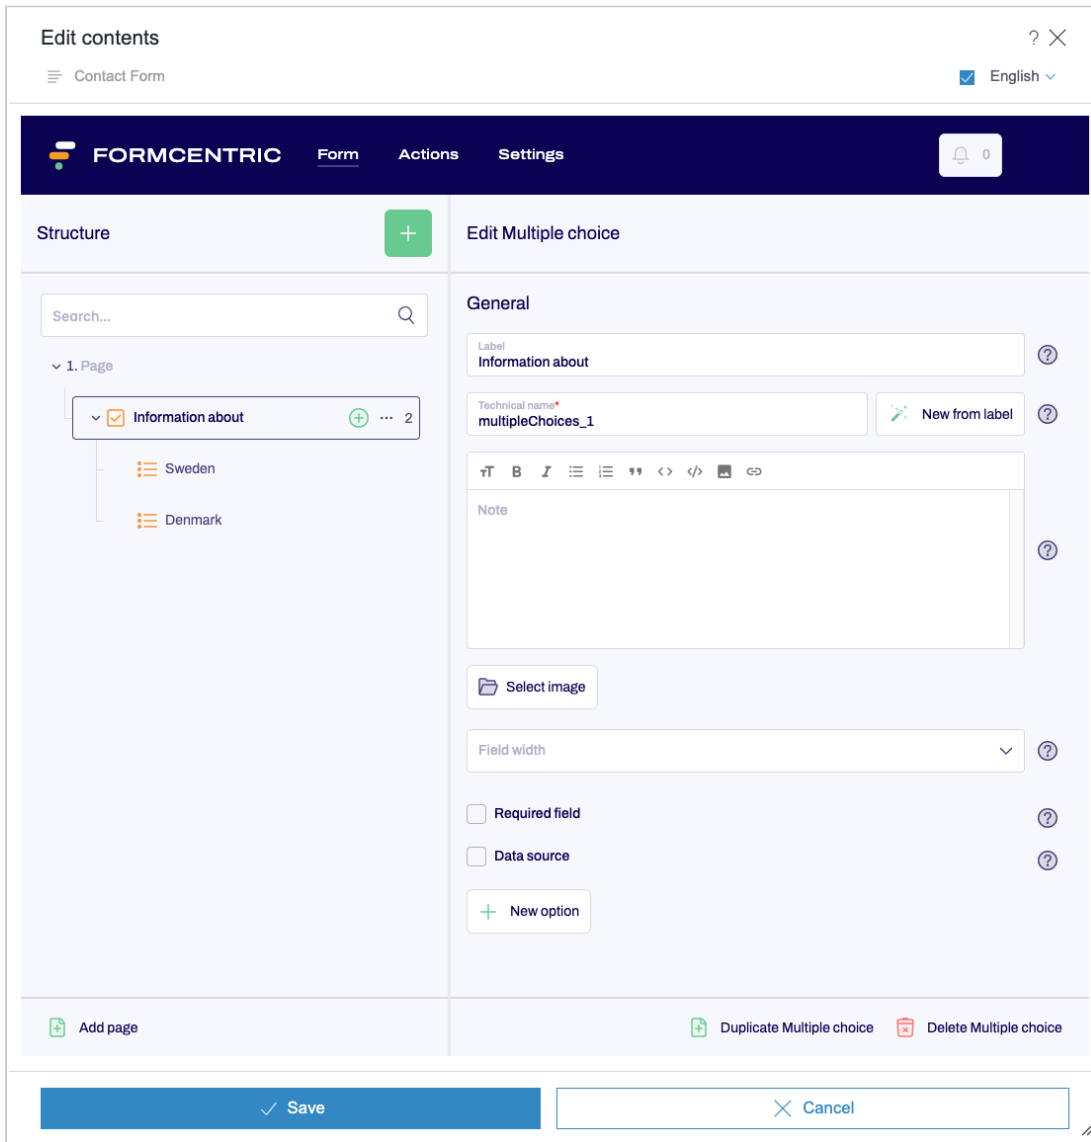 Edit contents
?
Contact Form
English
FORMCENTRIC
Form
Actions
Settings
0
Structure
Edit Multiple choice
General
Search...
Label
Information about
?
1. Page
Technical name*
multipleChoices_1
New from label
?
Information about
2
Sweden
Denmark
Note
?
Select image
Field width
?
Required field
?
Data source
?
New option
Add page
Duplicate Multiple choice
Delete Multiple choice
Save
Cancel